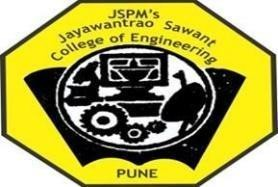 JSPM's
Jayawantrao Sawant
College of Engineering
PUNE